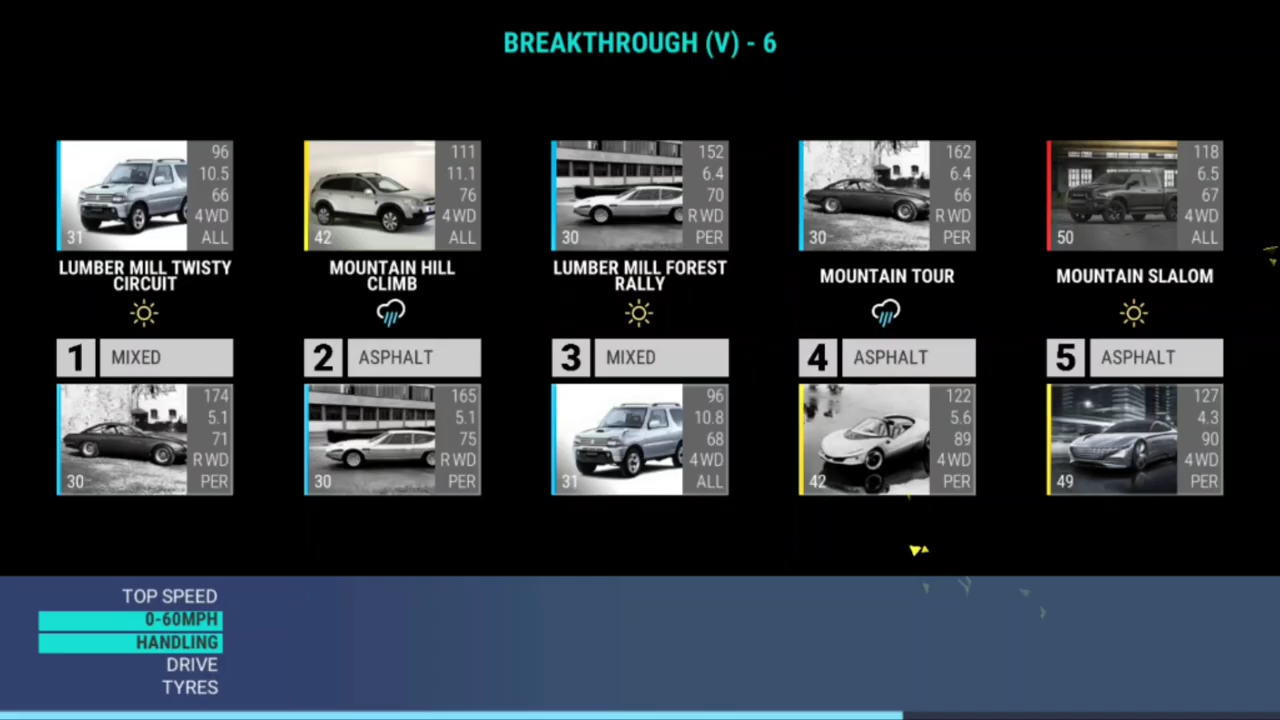 BREAKTHROUGH (V) - 6
96
10.5
66
4WD
31 ALL
111
11.1
76
4WD
42 ALL
152
6.4
70
RWD
30 PER
162
6.4
66
RWD
30 PER
118
6.5
67
4WD
50 ALL
LUMBER MILL TWISTY
CIRCUIT
MOUNTAIN HILL
CLIMB
LUMBER MILL FOREST
RALLY
MOUNTAIN TOUR
MOUNTAIN SLALOM
1 MIXED
2 ASPHALT
3 MIXED
4 ASPHALT
5 ASPHALT
174
5.1
71
RWD
30 PER
165
5.1
75
RWD
30 PER
96
10.8
68
4WD
31 ALL
122
5.6
89
4WD
42 PER
127
4.3
90
4WD
49 PER
TOP SPEED
0-60MPH
HANDLING
DRIVE
TYRES